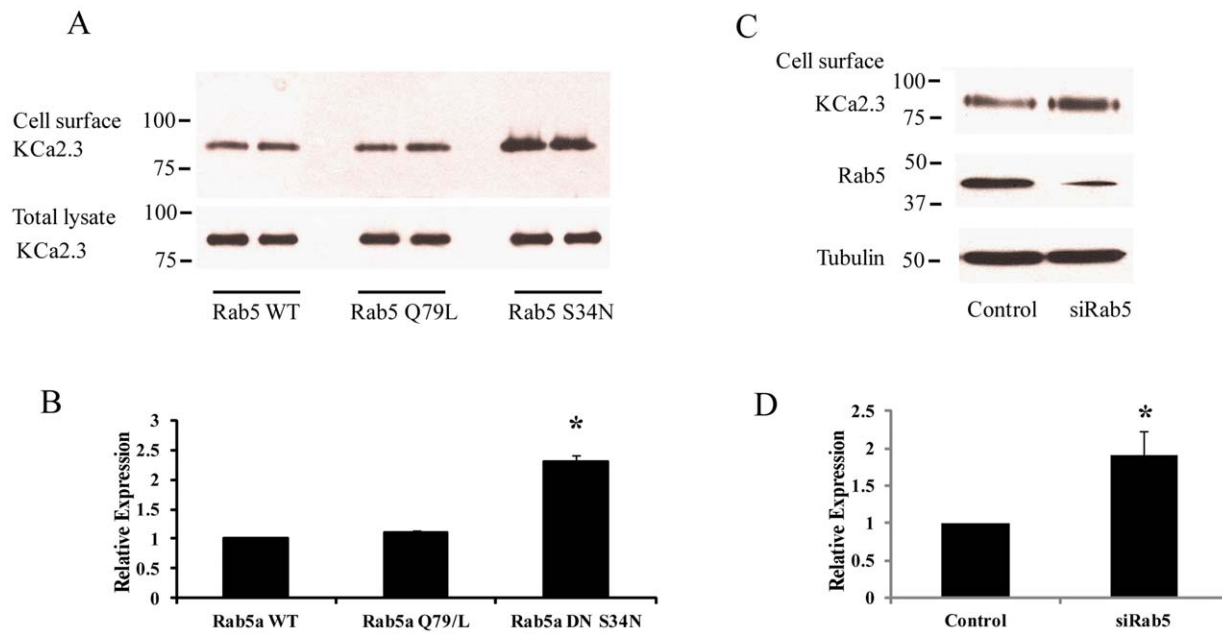 A
Cell surface
KCa2.3
100
75
Total lysate
KCa2.3
100
75
Rab5 WT
Rab5 Q79L
Rab5 S34N
B
Relative Expression
3
2.5
2
1.5
1
0.5
0
*
Rab5a WT
Rab5a Q79/L
Rab5a DN S34N
C
Cell surface
KCa2.3
100
75
Rab5
50
37
Tubulin
50
Control
siRab5
D
Relative Expression
2.5
2
1.5
1
0.5
0
*
Control
siRab5